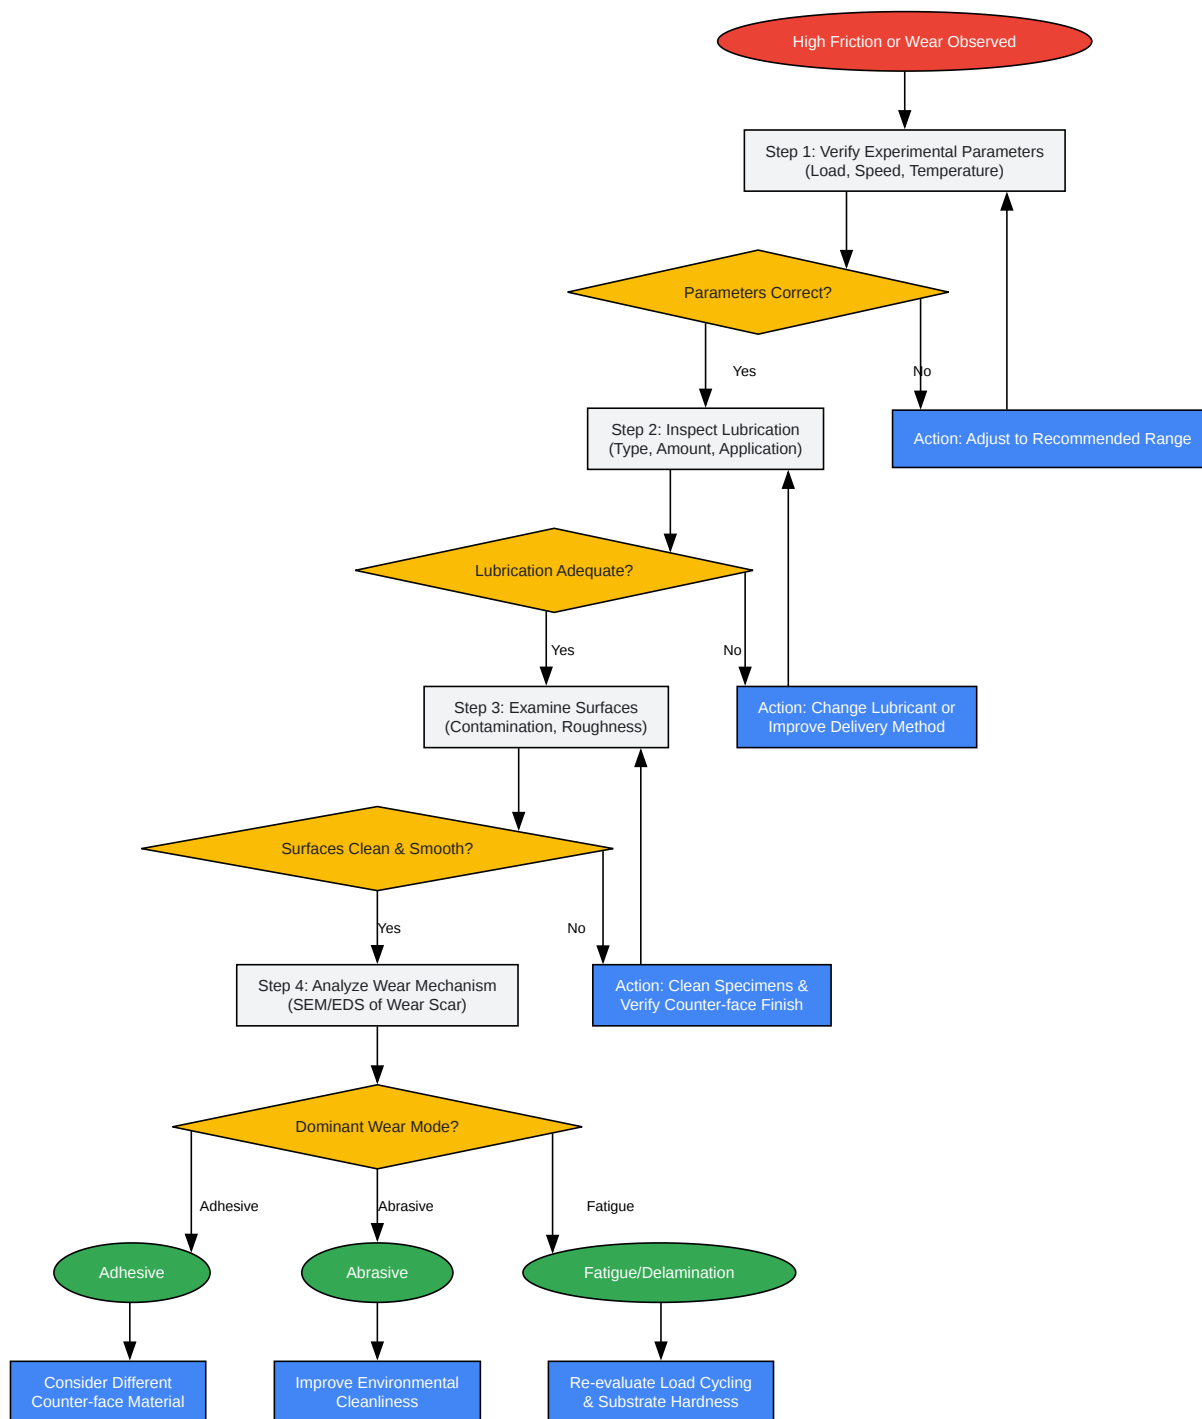 High Friction or Wear Observed
Step 1: Verify Experimental Parameters
(Load, Speed, Temperature)
Parameters Correct?
Yes
No
Step 2: Inspect Lubrication
(Type, Amount, Application)
Action: Adjust to Recommended Range
Lubrication Adequate?
Yes
No
Step 3: Examine Surfaces
(Contamination, Roughness)
Action: Change Lubricant or
Improve Delivery Method
Surfaces Clean & Smooth?
Yes
No
Step 4: Analyze Wear Mechanism
(SEM/EDS of Wear Scar)
Action: Clean Specimens &
Verify Counter-face Finish
Dominant Wear Mode?
Adhesive
Abrasive
Fatigue
Adhesive
Abrasive
Fatigue/Delamination
Consider Different
Counter-face Material
Improve Environmental
Cleanliness
Re-evaluate Load Cycling
& Substrate Hardness